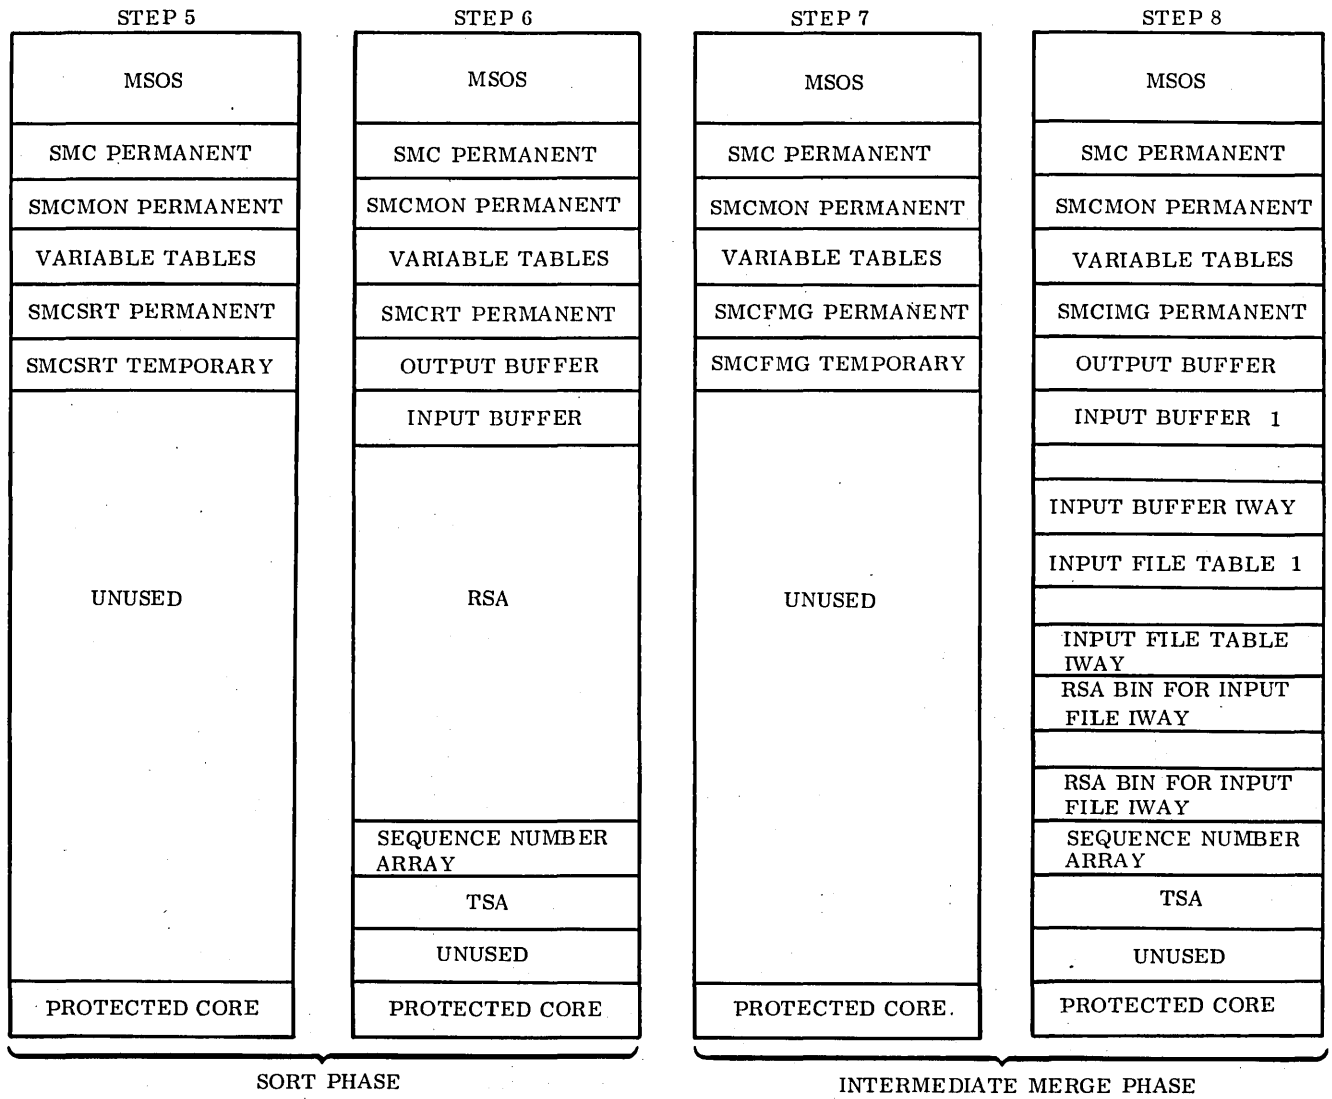 STEP 5
MSOS
SMC PERMANENT
SMCMON PERMANENT
VARIABLE TABLES
SMCSRT PERMANENT
SMCSRT TEMPORARY
UNUSED
PROTECTED CORE
STEP 6
MSOS
SMC PERMANENT
SMCMON PERMANENT
VARIABLE TABLES
SMCRT PERMANENT
OUTPUT BUFFER
INPUT BUFFER
RSA
SEQUENCE NUMBER
ARRAY
TSA
UNUSED
PROTECTED CORE
SORT PHASE
STEP 7
MSOS
SMC PERMANENT
SMCMON PERMANENT
VARIABLE TABLES
SMCFMG PERMANENT
SMCFMG TEMPORARY
UNUSED
PROTECTED CORE.
STEP 8
MSOS
SMC PERMANENT
SMCMON PERMANENT
VARIABLE TABLES
SMCIMG PERMANENT
OUTPUT BUFFER
INPUT BUFFER 1
INPUT BUFFER IWAY
INPUT FILE TABLE 1
INPUT FILE TABLE
IWAY
RSA BIN FOR INPUT
FILE IWAY
RSA BIN FOR INPUT
FILE IWAY
SEQUENCE NUMBER
ARRAY
TSA
UNUSED
PROTECTED CORE
INTERMEDIATE MERGE PHASE